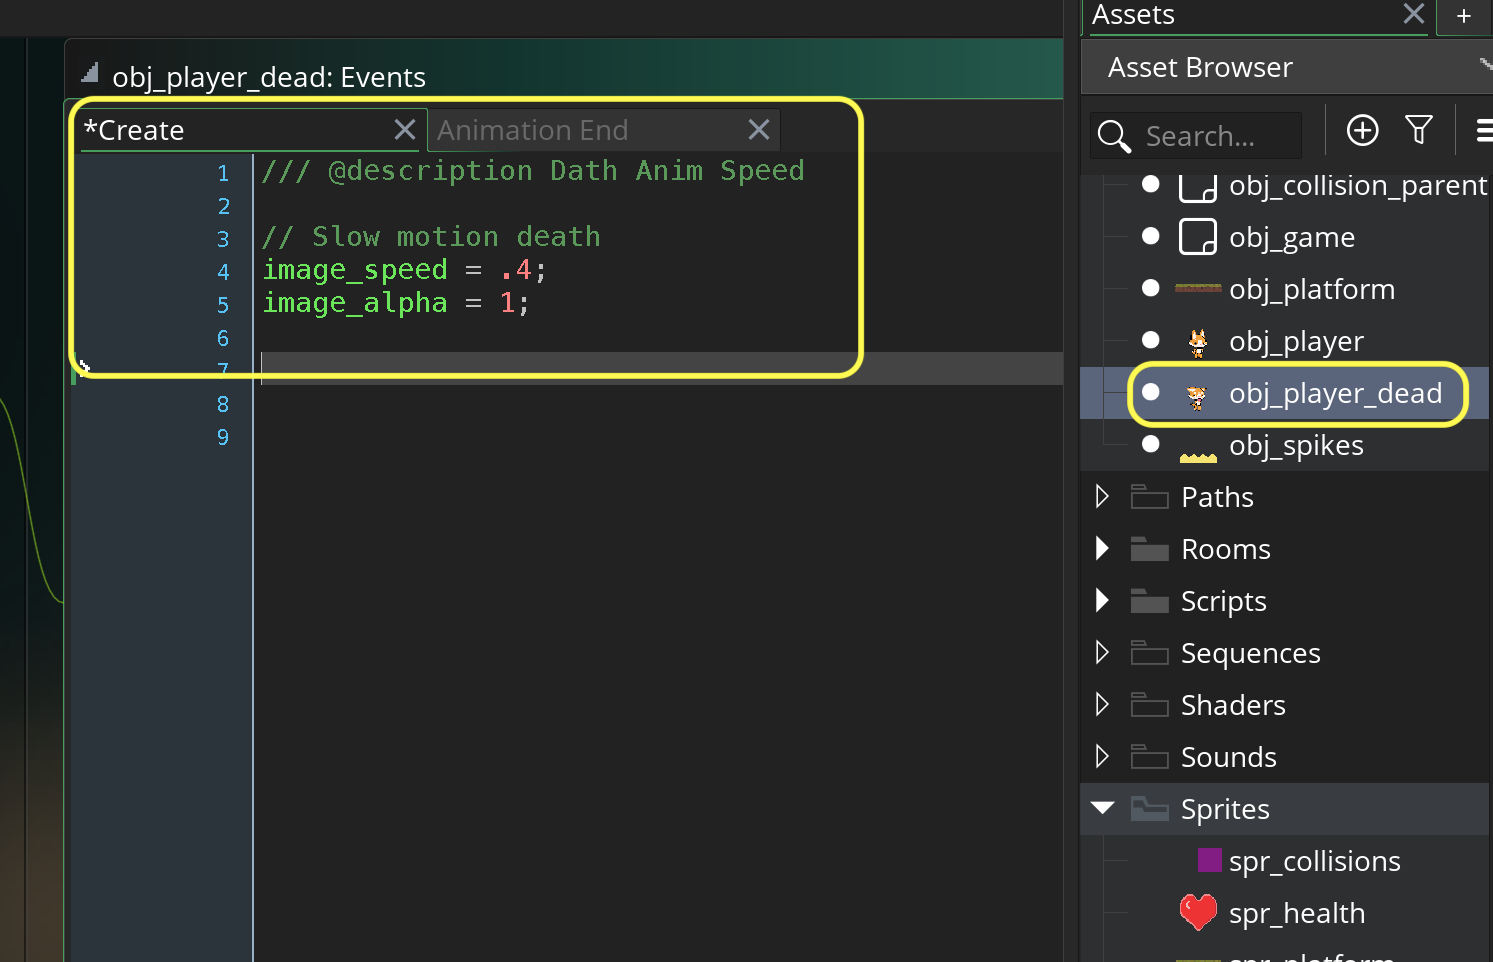 obj_player_dead: Events
*Create
Animation End
1 /// @description Dath Anim Speed
2
3 // Slow motion death
4 image_speed = .4;
5 image_alpha = 1;
6
7
8
9
Assets
+
Asset Browser
Search...
obj_collision_parent
obj_game
obj_platform
obj_player
obj_player_dead
obj_spikes
Paths
Rooms
Scripts
Sequences
Shaders
Sounds
Sprites
spr_collisions
spr_health
spr_platform